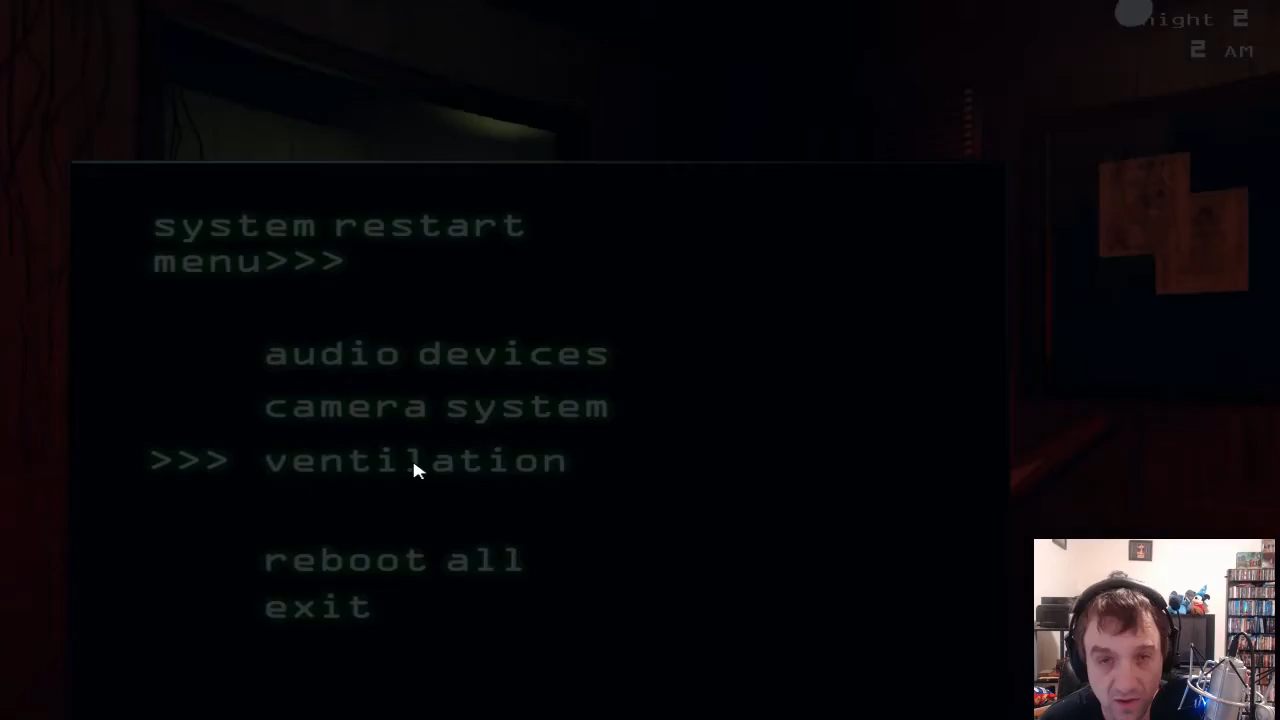 night 2
2 AM
system restart
menu>>>
audio devices
camera system
>>> ventilation
reboot all
exit